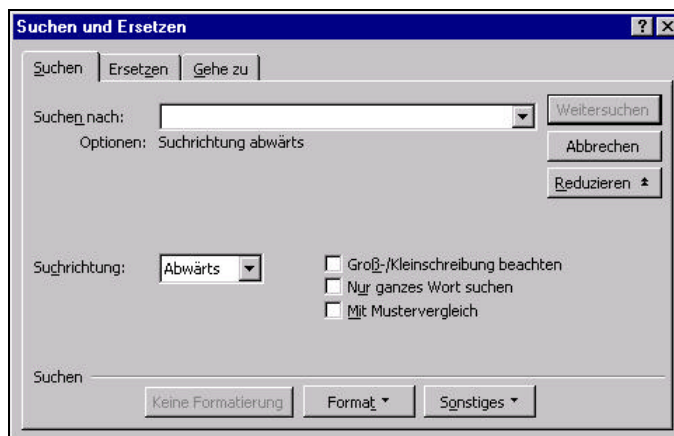 Suchen und Ersetzen
Suchen Ersetzen Gehe zu
Suchen nach: Weitersuchen
Optionen: Suchrichtung abwärts Abbrechen
Reduzieren
Suchrichtung: Abwärts Groß-/Kleinschreibung beachten
Nur ganzes Wort suchen
Mit Mustervergleich
Suchen
Keine Formatierung Format Sonstiges